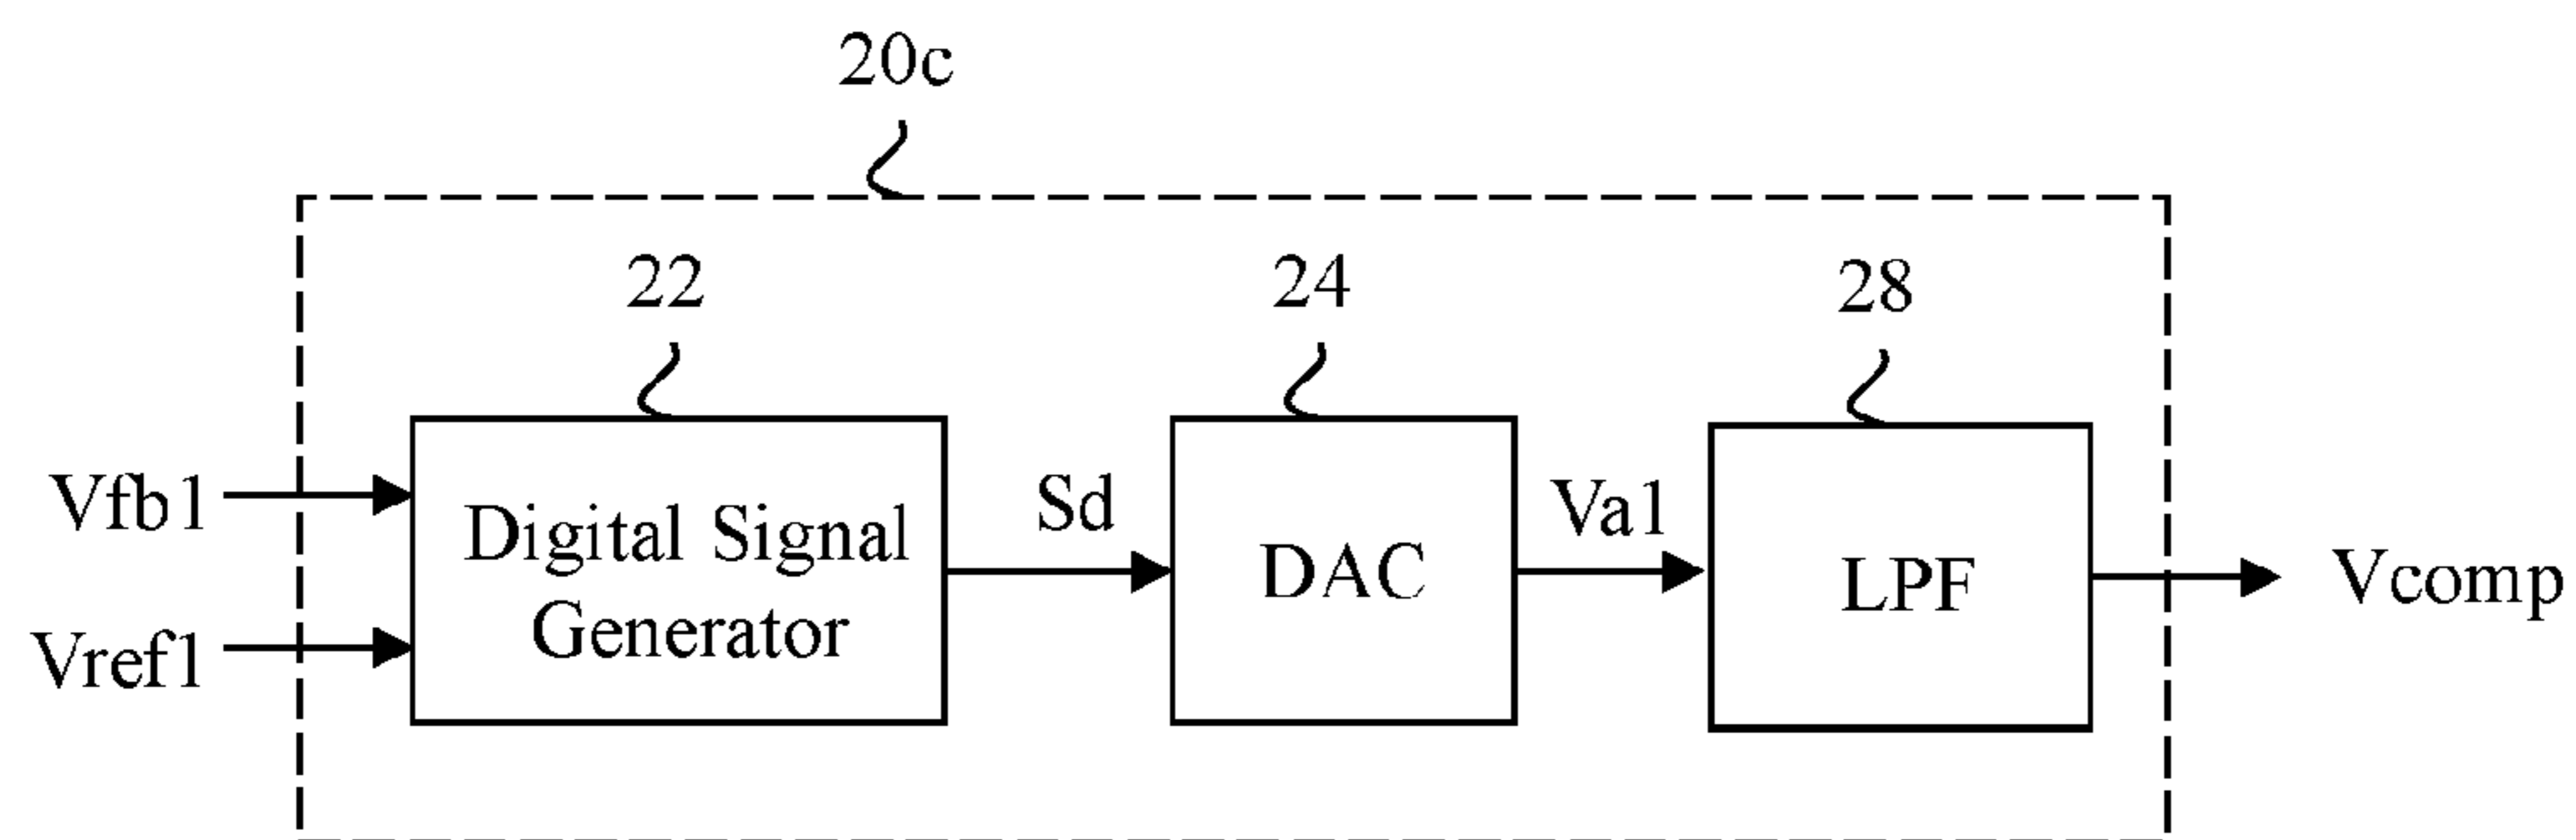 20c
22
24
28
Vfb1
Vref1
Digital Signal
Generator
Sd
DAC
Va1
LPF
Vcomp